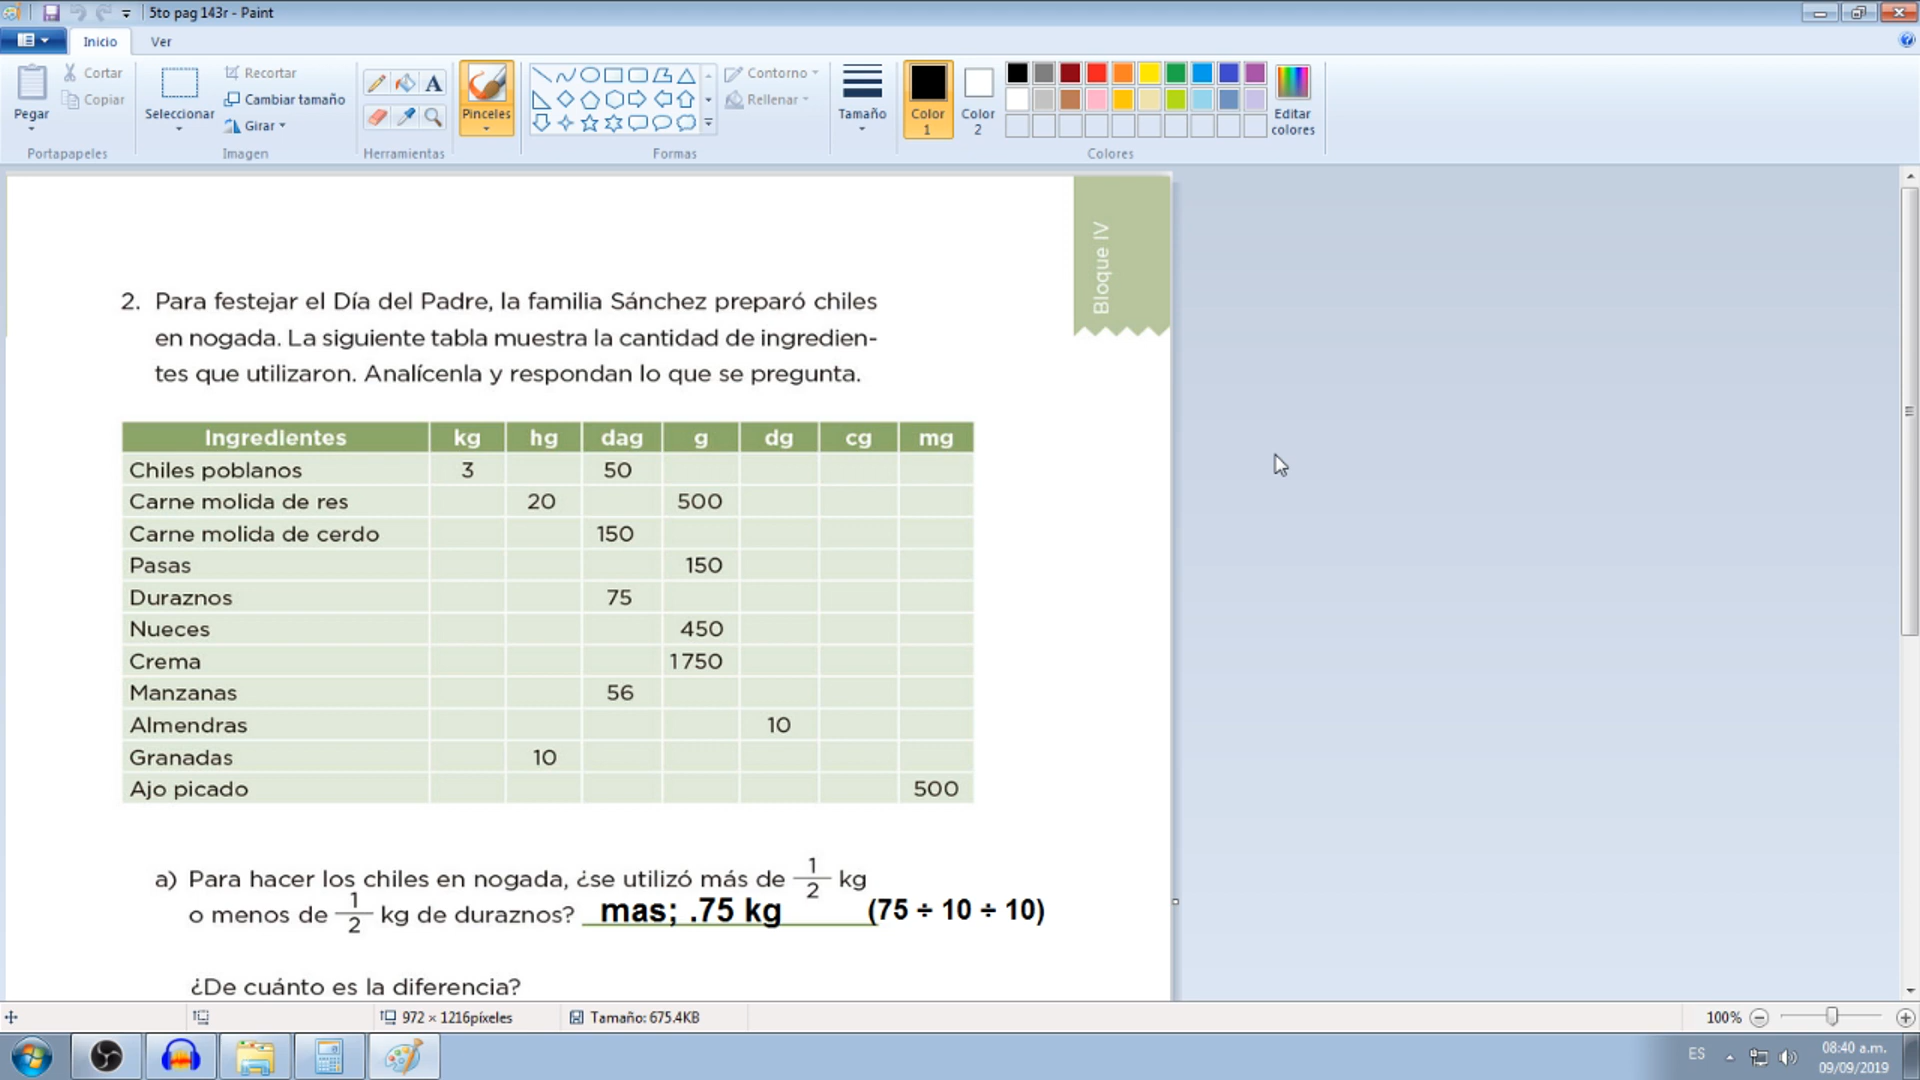 5to pag 143r - Paint
Inicio
Ver
Pegar
Cortar
Copiar
Portapapeles
Seleccionar
Recortar
Cambiar tamaño
Girar
Imagen
A
Herramientas
Pinceles
Contorno
Rellenar
Formas
Tamaño
Color 1
Color 2
Editar colores
Colores
Bloque IV
2. Para festejar el Día del Padre, la familia Sánchez preparó chiles
en nogada. La siguiente tabla muestra la cantidad de ingredien-
tes que utilizaron. Analícenla y respondan lo que se pregunta.
Ingredientes kg hg dag g dg cg mg
Chiles poblanos 3 50
Carne molida de res 20 500
Carne molida de cerdo 150
Pasas 150
Duraznos 75
Nueces 450
Crema 1750
Manzanas 56
Almendras 10
Granadas 10
Ajo picado 500
a) Para hacer los chiles en nogada, ¿se utilizó más de 1/2 kg
o menos de 1/2 kg de duraznos? mas; .75 kg (75 ÷ 10 ÷ 10)
¿De cuánto es la diferencia?
972 × 1216píxeles
Tamaño: 675.4KB
100%
ES
08:40 a.m.
09/09/2019